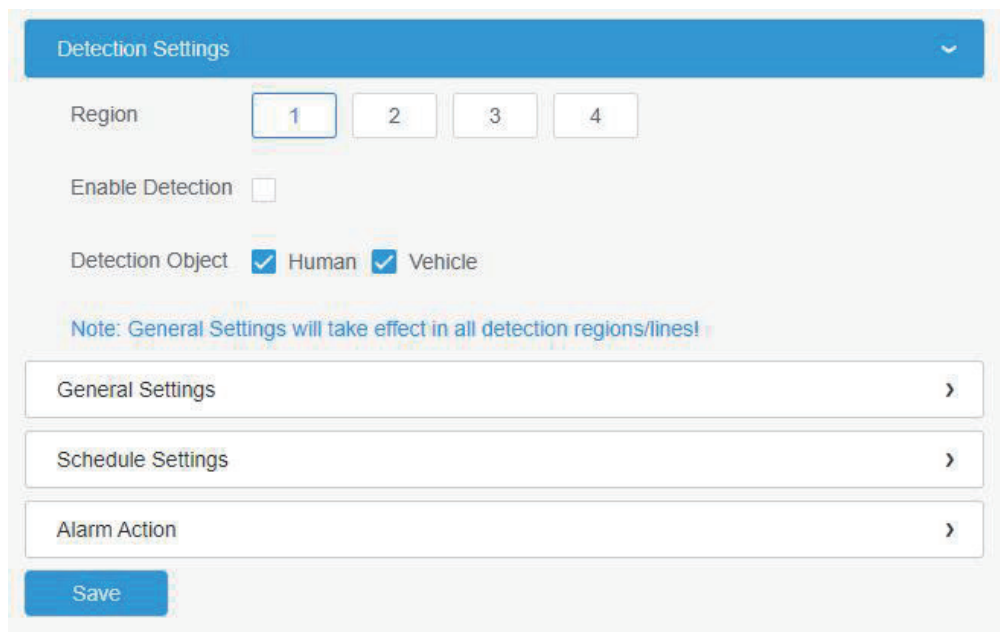 Detection Settings
Region 1 2 3 4
Enable Detection
Detection Object Human Vehicle
Note: General Settings will take effect in all detection regions/lines!
General Settings
Schedule Settings
Alarm Action
Save